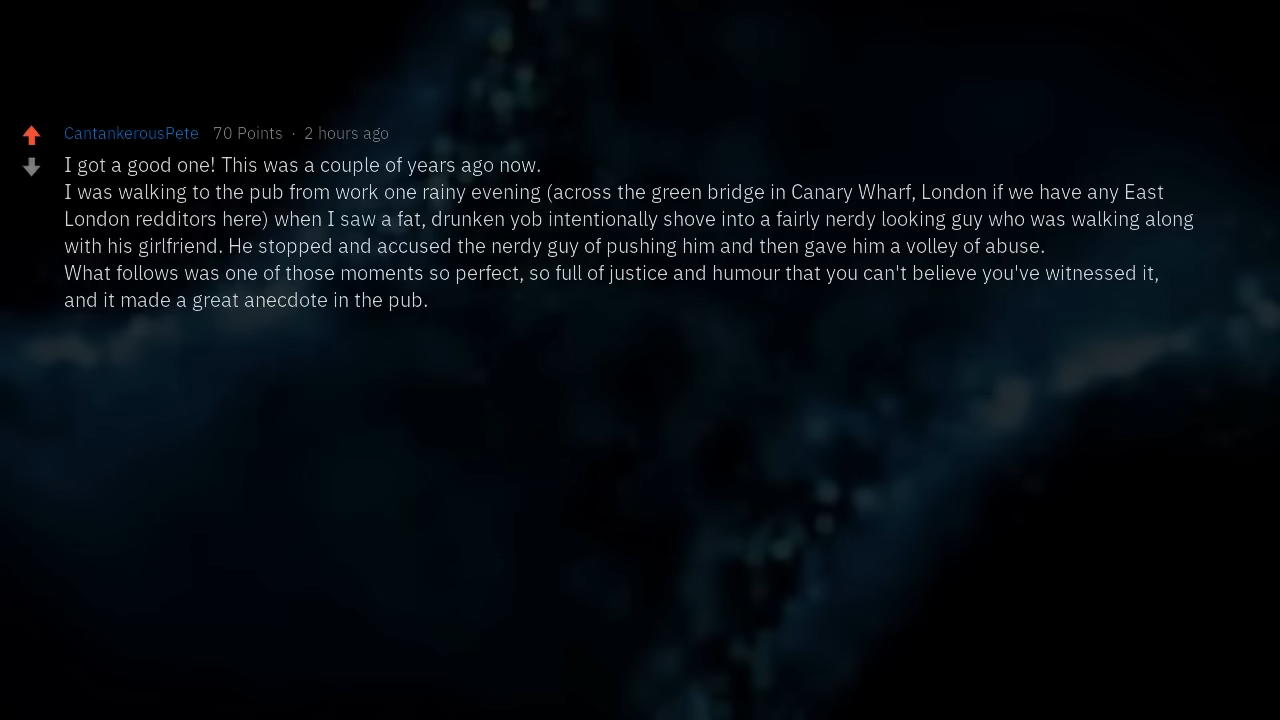 CantankerousPete 70 Points · 2 hours ago
I got a good one! This was a couple of years ago now.
I was walking to the pub from work one rainy evening (across the green bridge in Canary Wharf, London if we have any East
London redditors here) when I saw a fat, drunken yob intentionally shove into a fairly nerdy looking guy who was walking along
with his girlfriend. He stopped and accused the nerdy guy of pushing him and then gave him a volley of abuse.
What follows was one of those moments so perfect, so full of justice and humour that you can't believe you've witnessed it,
and it made a great anecdote in the pub.